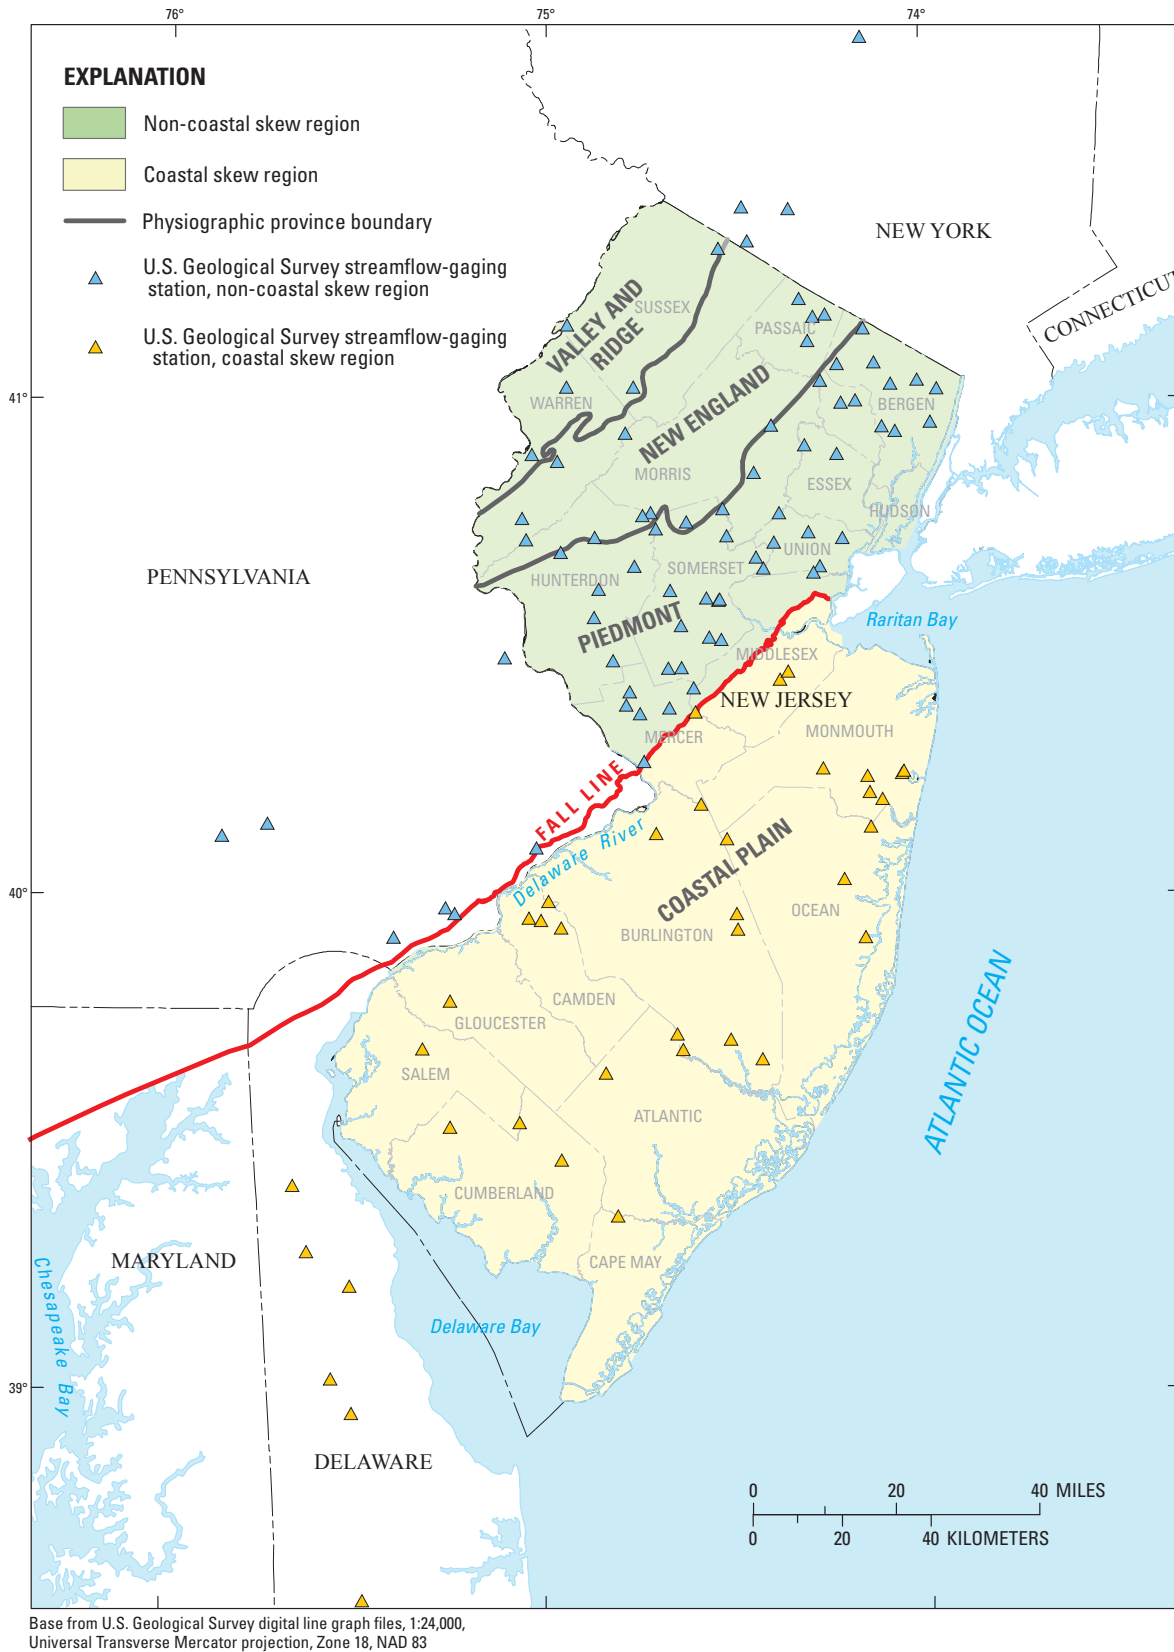 76°
75°
74°
EXPLANATION
Non-coastal skew region
Coastal skew region
Physiographic province boundary
U.S. Geological Survey streamflow-gaging
station, non-coastal skew region
U.S. Geological Survey streamflow-gaging
station, coastal skew region
NEW YORK
CONNECTICUT
SUSSEX
VALLEY AND
RIDGE
PASSAIC
41°
WARREN
BERGEN
NEW ENGLAND
MORRIS
ESSEX
HUDSON
UNION
PENNSYLVANIA
HUNTERDON
SOMERSET
PIEDMONT
Raritan Bay
MIDDLESEX
NEW JERSEY
MERCER
MONMOUTH
FALL LINE
Delaware River
COASTAL PLAIN
40°
OCEAN
BURLINGTON
CAMDEN
GLOUCESTER
ATLANTIC OCEAN
SALEM
ATLANTIC
CUMBERLAND
MARYLAND
CAPE MAY
Chesapeake Bay
Delaware Bay
39°
DELAWARE
0 20 40 MILES
0 20 40 KILOMETERS
Base from U.S. Geological Survey digital line graph files, 1:24,000,
Universal Transverse Mercator projection, Zone 18, NAD 83